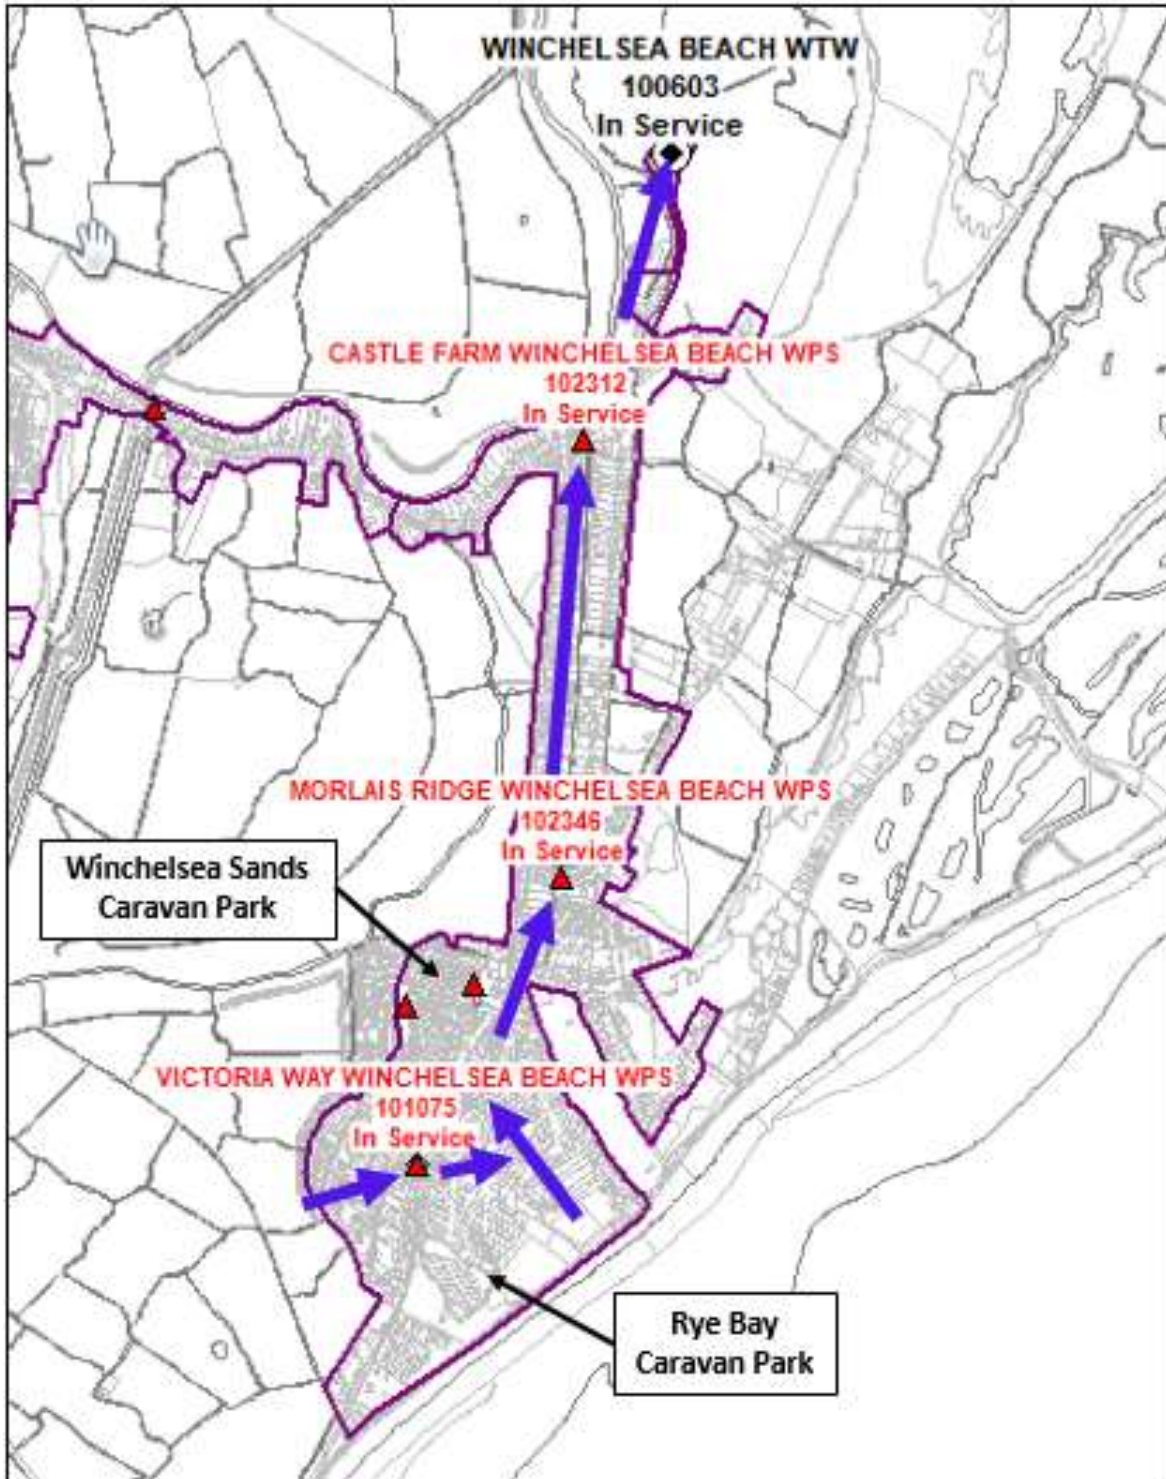 WINCHELSEA BEACH WTW
100603
In Service
CASTLE FARM WINCHELSEA BEACH WPS
102312
In Service
MORLAIS RIDGE WINCHELSEA BEACH WPS
102346
In Service
Winchelsea Sands
Caravan Park
VICTORIA WAY WINCHELSEA BEACH WPS
101075
In Service
Rye Bay
Caravan Park